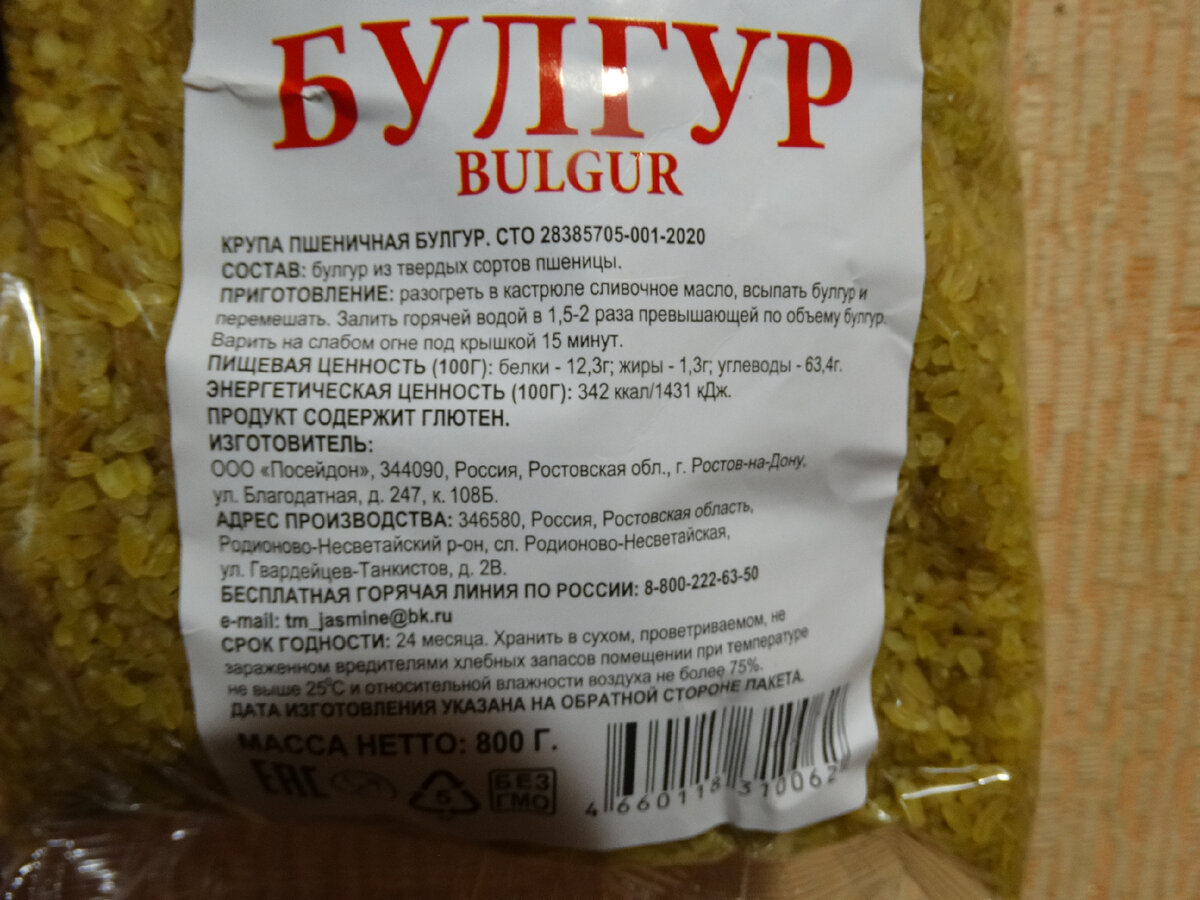 БУЛГУР
BULGUR
КРУПА ПШЕНИЧНАЯ БУЛГУР. СТО 28385705-001-2020
СОСТАВ: булгур из твердых сортов пшеницы.
ПРИГОТОВЛЕНИЕ: разогреть в кастрюле сливочное масло, всыпать булгур и
перемешать. Залить горячей водой в 1,5-2 раза превышающей по объему булгур.
Варить на слабом огне под крышкой 15 минут.
ПИЩЕВАЯ ЦЕННОСТЬ (100Г): белки - 12,3г; жиры - 1,3г; углеводы - 63,4г.
ЭНЕРГЕТИЧЕСКАЯ ЦЕННОСТЬ (100Г): 342 ккал/1431 кДж.
ПРОДУКТ СОДЕРЖИТ ГЛЮТЕН.
ИЗГОТОВИТЕЛЬ:
ООО «Посейдон», 344090, Россия, Ростовская обл., г. Ростов-на-Дону,
ул. Благодатная, д. 247, к. 108Б.
АДРЕС ПРОИЗВОДСТВА: 346580, Россия, Ростовская область,
Родионово-Несветайский р-он, сл. Родионово-Несветайская,
ул. Гвардейцев-Танкистов, д. 2В.
БЕСПЛАТНАЯ ГОРЯЧАЯ ЛИНИЯ ПО РОССИИ: 8-800-222-63-50
e-mail: tm_jasmine@bk.ru
СРОК ГОДНОСТИ: 24 месяца. Хранить в сухом, проветриваемом, не
зараженном вредителями хлебных запасов помещении при температуре
не выше 25°С и относительной влажности воздуха не более 75%.
ДАТА ИЗГОТОВЛЕНИЯ УКАЗАНА НА ОБРАТНОЙ СТОРОНЕ ПАКЕТА.
МАССА НЕТТО: 800 Г.
ЕАС 5 БЕЗ ГМО
4 660118 310062